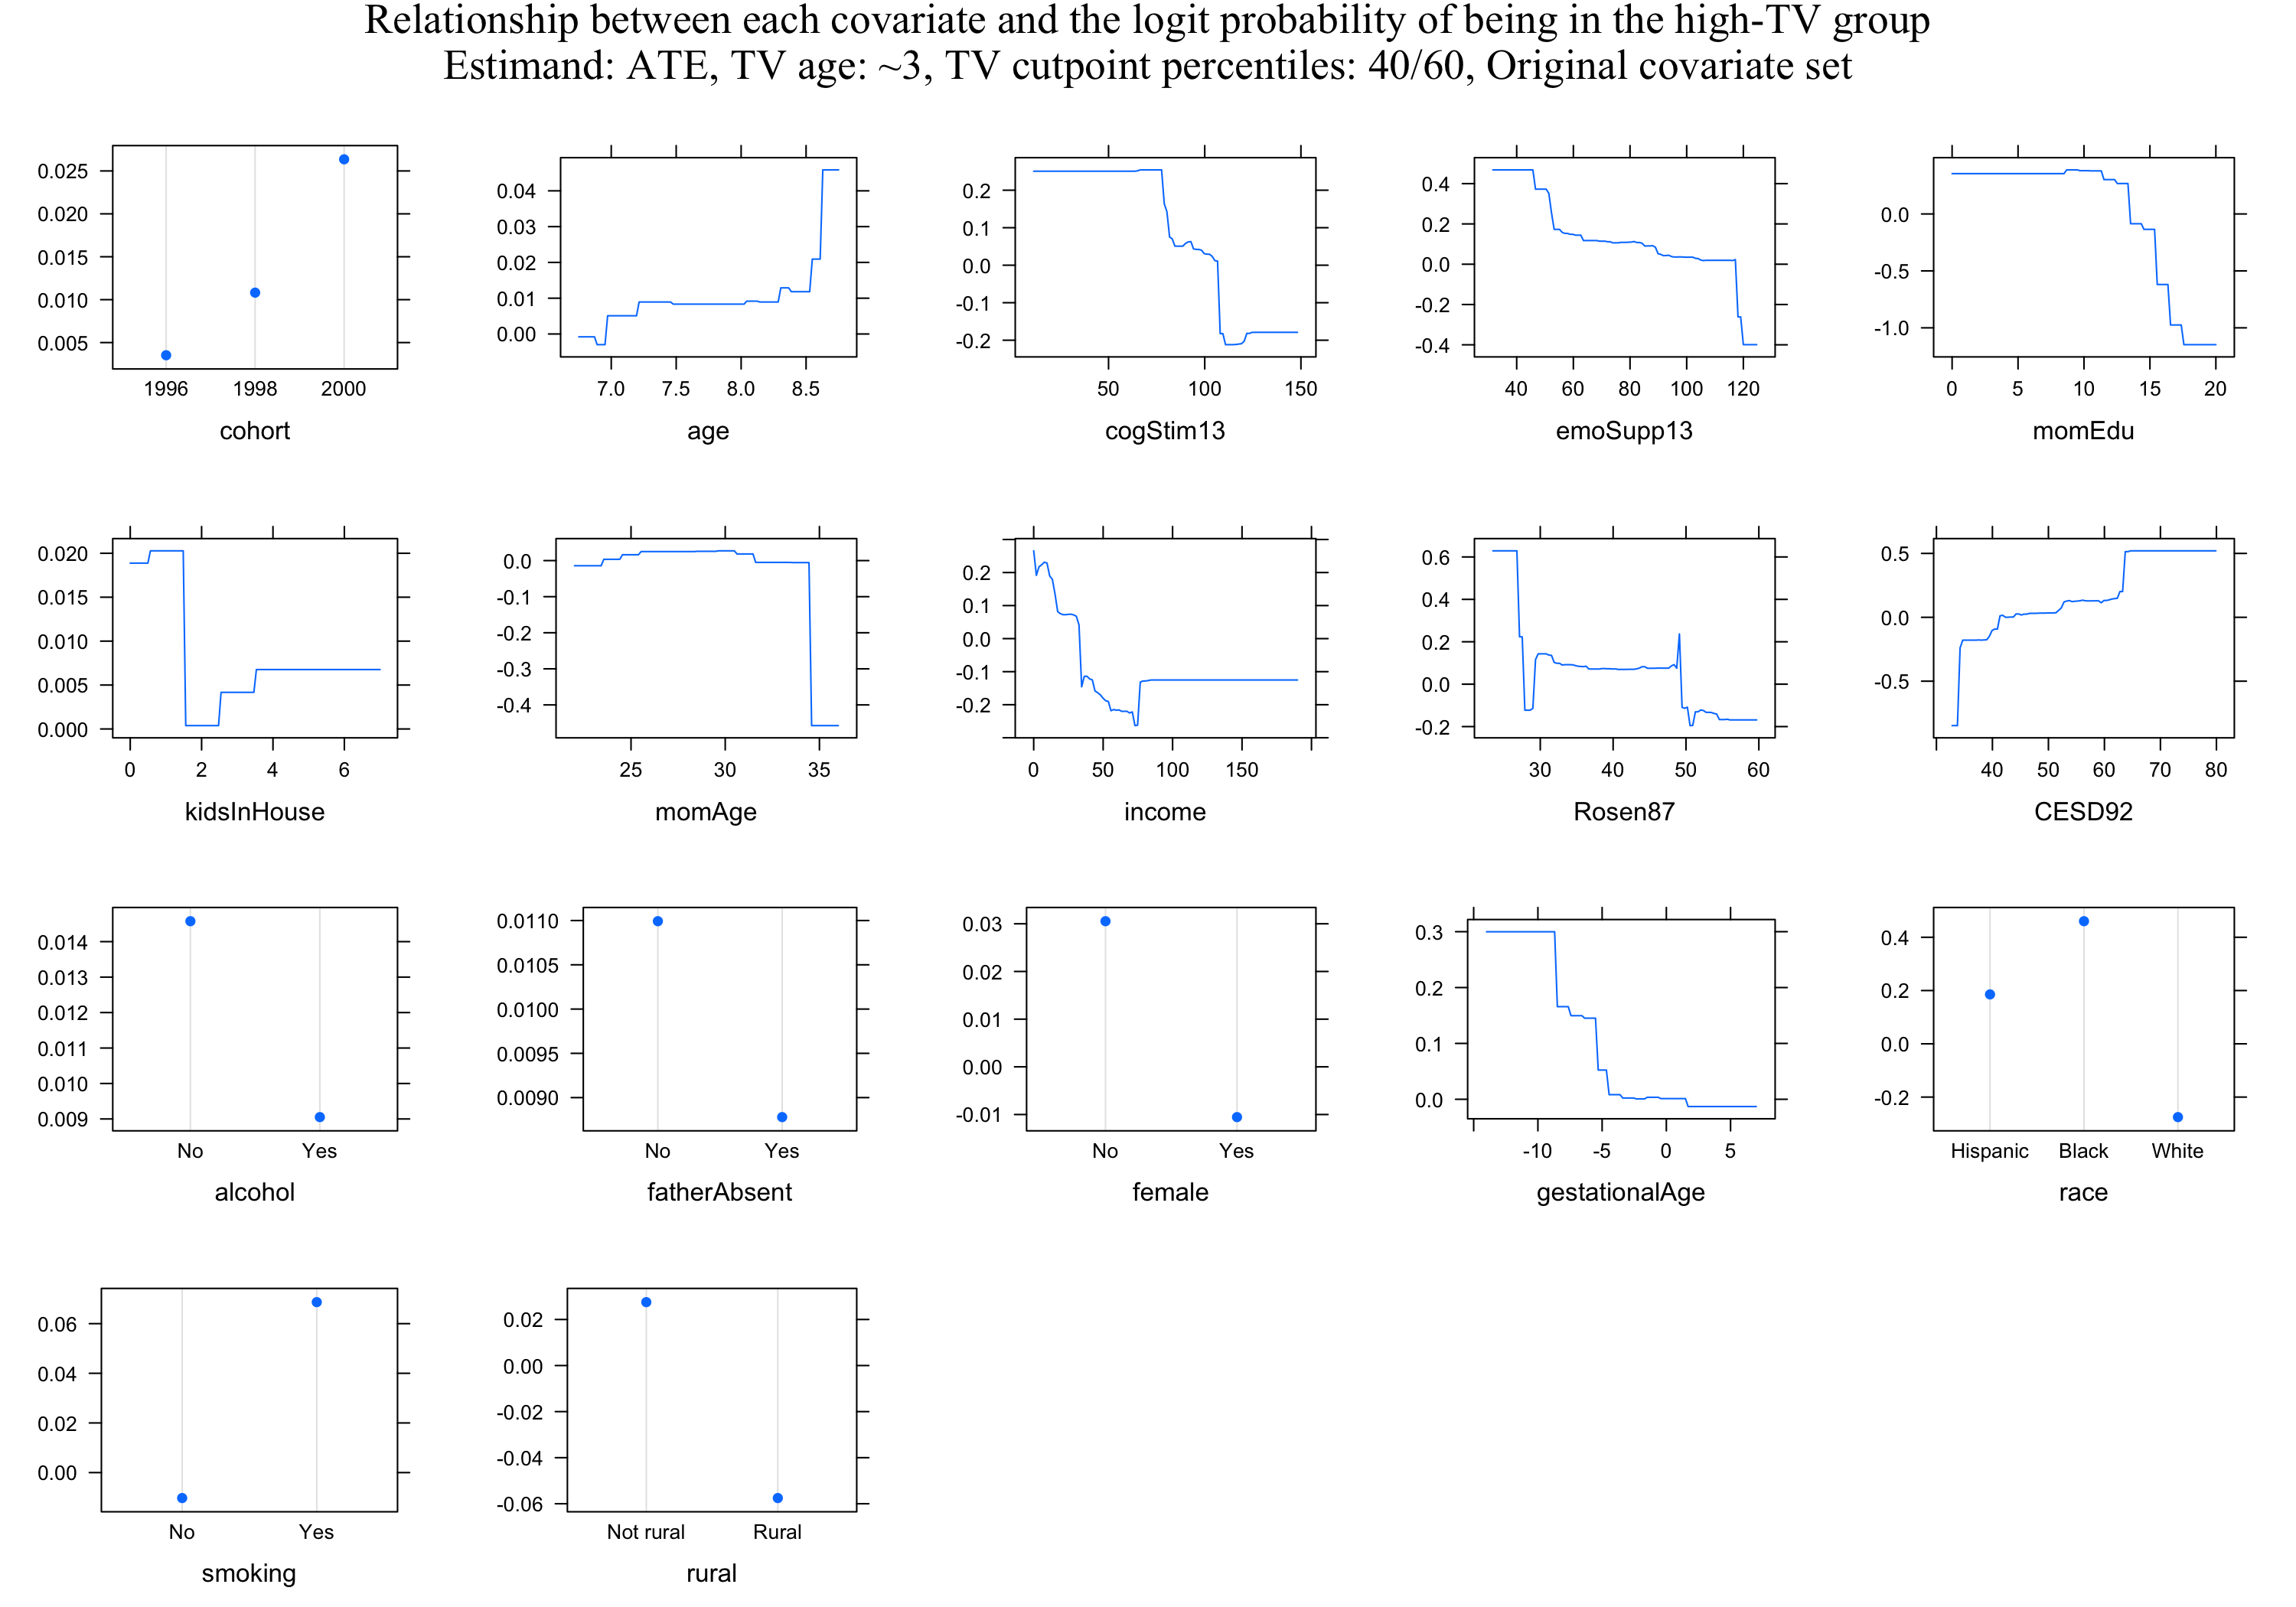 Relationship between each covariate and the logit probability of being in the high-TV group
Estimand: ATE, TV age: ~3, TV cutpoint percentiles: 40/60, Original covariate set
0.025
0.020
0.015
0.010
0.005
1996 1998 2000
cohort
0.04
0.03
0.02
0.01
0.00
7.0 7.5 8.0 8.5
age
0.2
0.1
0.0
-0.1
-0.2
50 100 150
cogStim13
0.4
0.2
0.0
-0.2
-0.4
40 60 80 100 120
emoSupp13
0.0
-0.5
-1.0
0 5 10 15 20
momEdu
0.020
0.015
0.010
0.005
0.000
0 2 4 6
kidsInHouse
0.0
-0.1
-0.2
-0.3
-0.4
25 30 35
momAge
0.2
0.1
0.0
-0.1
-0.2
0 50 100 150
income
0.6
0.4
0.2
0.0
-0.2
30 40 50 60
Rosen87
0.5
0.0
-0.5
40 50 60 70 80
CESD92
0.014
0.013
0.012
0.011
0.010
0.009
No Yes
alcohol
0.0110
0.0105
0.0100
0.0095
0.0090
No Yes
fatherAbsent
0.03
0.02
0.01
0.00
-0.01
No Yes
female
0.3
0.2
0.1
0.0
-10 -5 0 5
gestationalAge
0.4
0.2
0.0
-0.2
Hispanic Black White
race
0.06
0.04
0.02
0.00
No Yes
smoking
0.02
0.00
-0.02
-0.04
-0.06
Not rural Rural
rural